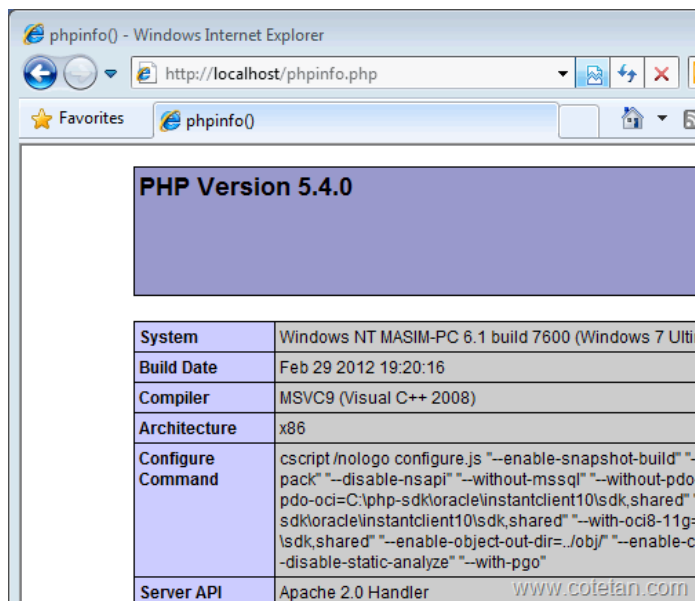 phpinfo() - Windows Internet Explorer
http://localhost/phpinfo.php
Favorites
phpinfo()
PHP Version 5.4.0
System
Windows NT MASIM-PC 6.1 build 7600 (Windows 7
Build Date
Feb 29 2012 19:20:16
Compiler
MSVC9 (Visual C++ 2008)
Architecture
x86
Configure
Command
cscript /nologo configure.js "--enable-snapshot-build" "-
pack" "--disable-nsapi" "--without-mssql" "--without-pdo
pdo-oci=C:\php-sdk\oracle\instantclient10\sdk,shared" "
sdk\oracle\instantclient10\sdk,shared" "--with-oci8-11g=
\sdk,shared" "--enable-object-out-dir=../obj/" "--enable-c
-disable-static-analyze" "--with-pgo"
Server API
Apache 2.0 Handler
www.cotetan.com